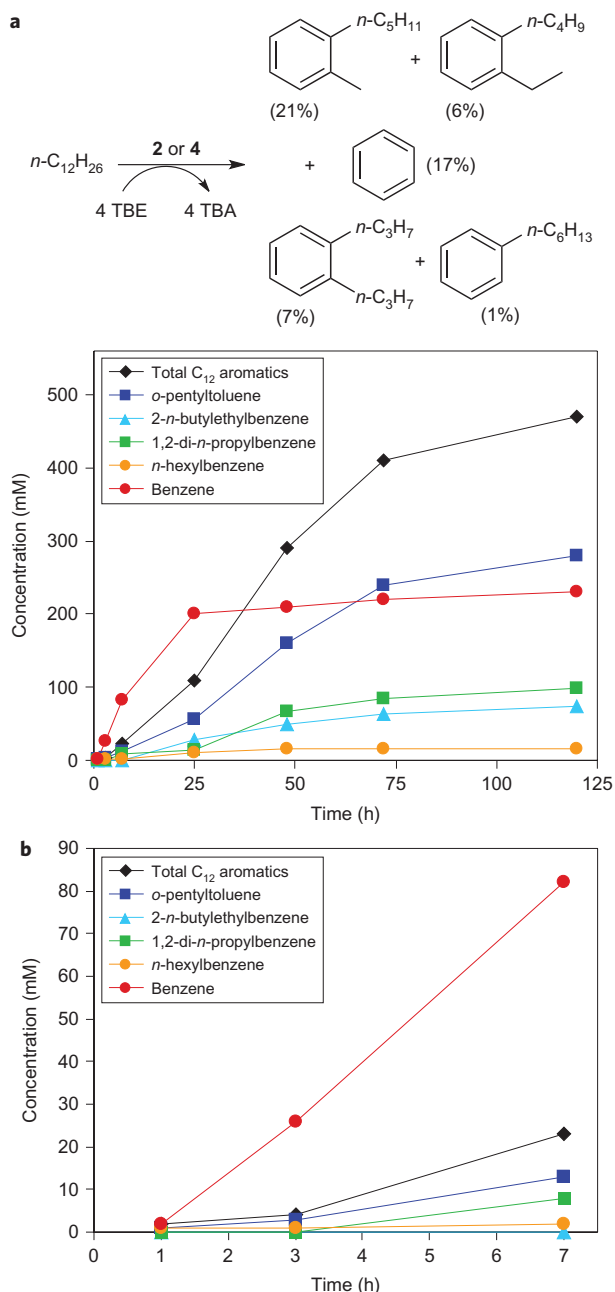 a
n-C5H11
n-C4H9
+
(21%)
(6%)
n-C12H26
2 or 4
4 TBE
4 TBA
+
(17%)
n-C3H7
n-C3H7
+
n-C6H13
(7%)
(1%)
Total C12 aromatics
o-pentyltoluene
2-n-butylethylbenzene
1,2-di-n-propylbenzene
n-hexylbenzene
Benzene
Concentration (mM)
500
400
300
200
100
0
0 25 50 75 100 125
Time (h)
b
Total C12 aromatics
o-pentyltoluene
2-n-butylethylbenzene
1,2-di-n-propylbenzene
n-hexylbenzene
Benzene
Concentration (mM)
90
80
70
60
50
40
30
20
10
0
0 1 2 3 4 5 6 7
Time (h)